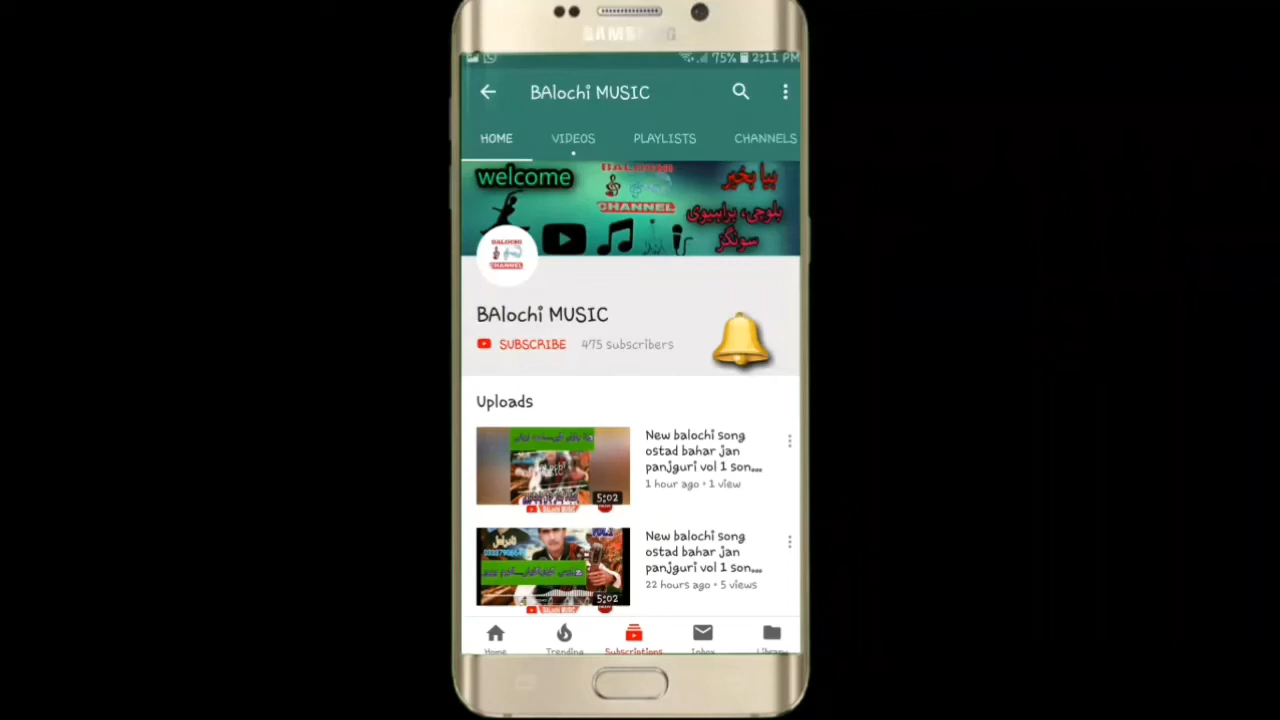 SAMSUNG
75% 2:11 PM
BAlochi MUSIC
HOME VIDEOS PLAYLISTS CHANNELS
welcome
BALOCHI
CHANNEL
بیا بخیر
بلوچی، براہیوی
سونگز
BALOCHI
CHANNEL
BAlochi MUSIC
SUBSCRIBE 475 subscribers
Uploads
New balochi song
ostad bahar jan
panjguri vol 1 son...
1 hour ago • 1 view
5:02
New balochi song
ostad bahar jan
panjguri vol 1 son...
22 hours ago • 5 views
5:02
Home Trending Subscriptions Inbox Library